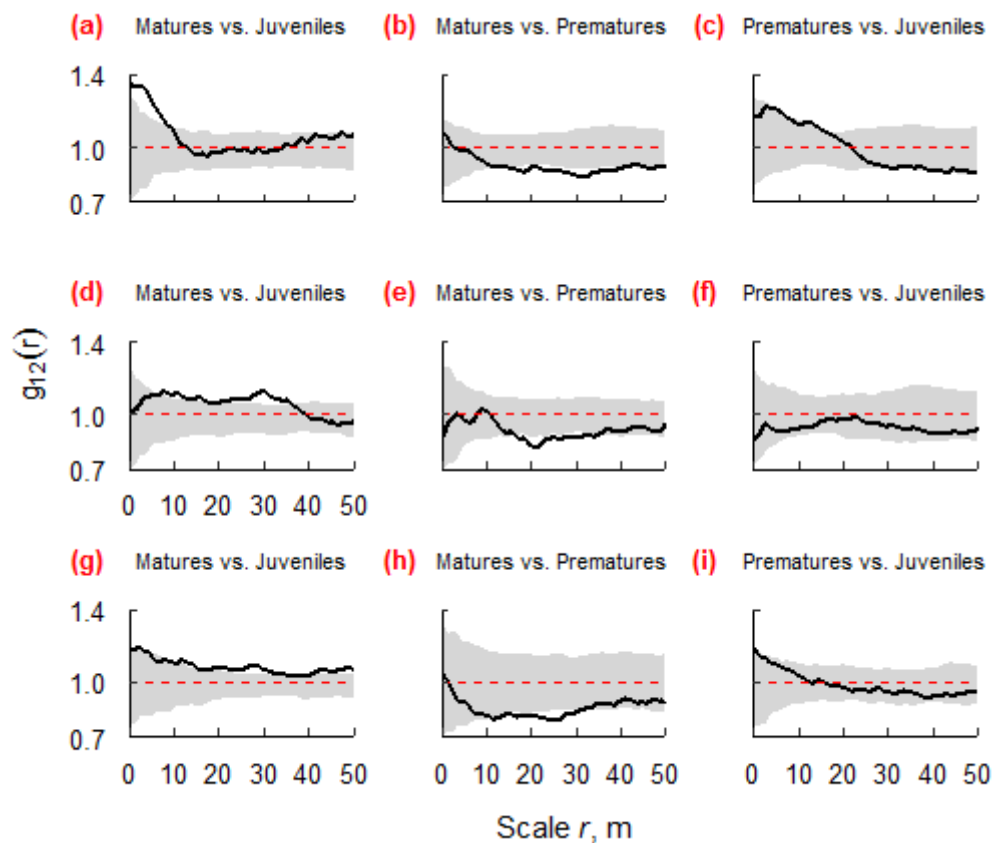 (a) Matures vs. Juveniles (b) Matures vs. Prematures (c) Prematures vs. Juveniles
1.4
1.0
0.7
(d) Matures vs. Juveniles (e) Matures vs. Prematures (f) Prematures vs. Juveniles
g12(r)
1.4
1.0
0.7
0 10 20 30 40 50
(g) Matures vs. Juveniles (h) Matures vs. Prematures (i) Prematures vs. Juveniles
1.4
1.0
0.7
0 10 20 30 40 50 0 10 20 30 40 50 0 10 20 30 40 50
Scale r, m